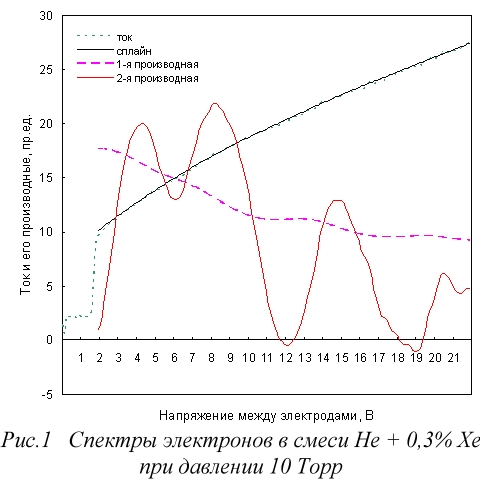 30
25
20
15
10
5
0
-5
ток
сплайн
1-я производная
2-я производная
Ток и его производные, пр.ед.
1 2 3 4 5 6 7 8 9 10 11 12 13 14 15 16 17 18 19 20 21
Напряжение между электродами, В
Рис.1 Спектры электронов в смеси He + 0,3% Xe
при давлении 10 Торр